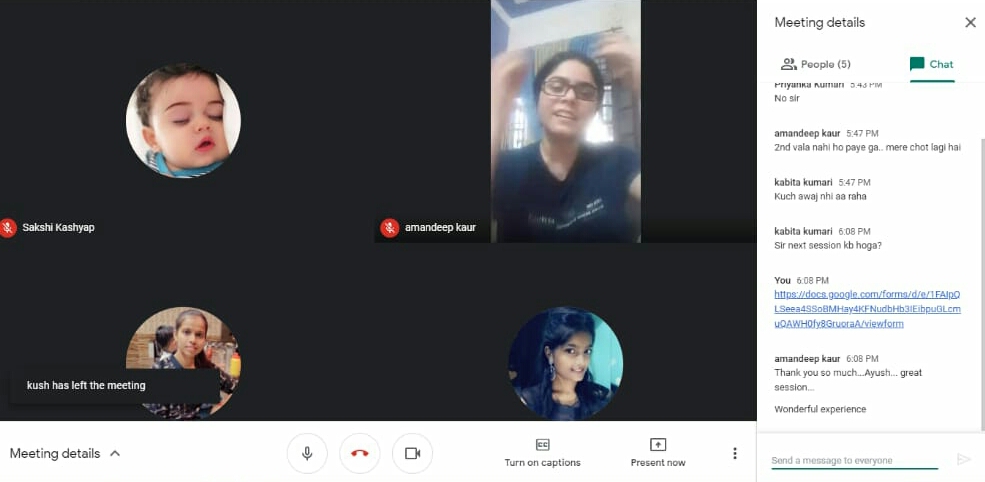 Meeting details
People (5)
Chat
Priyanka Kumari 5:43 PM
No sir
amandeep kaur 5:47 PM
2nd vala nahi ho paye ga.. mere chot lagi hai
kabita kumari 5:47 PM
Kuch awaj nhi aa raha
kabita kumari 6:08 PM
Sir next session kb hoga?
You 6:08 PM
https://docs.google.com/forms/d/e/1FAIpQ
LSeea4SSoBMHay4KFNudbHb3IEibpuGLcm
uQAWH0fy8GruoraA/viewform
amandeep kaur 6:08 PM
Thank you so much...Ayush... great
session...
Wonderful experience
Send a message to everyone
Sakshi Kashyap
amandeep kaur
kush has left the meeting
Meeting details
Turn on captions
Present now